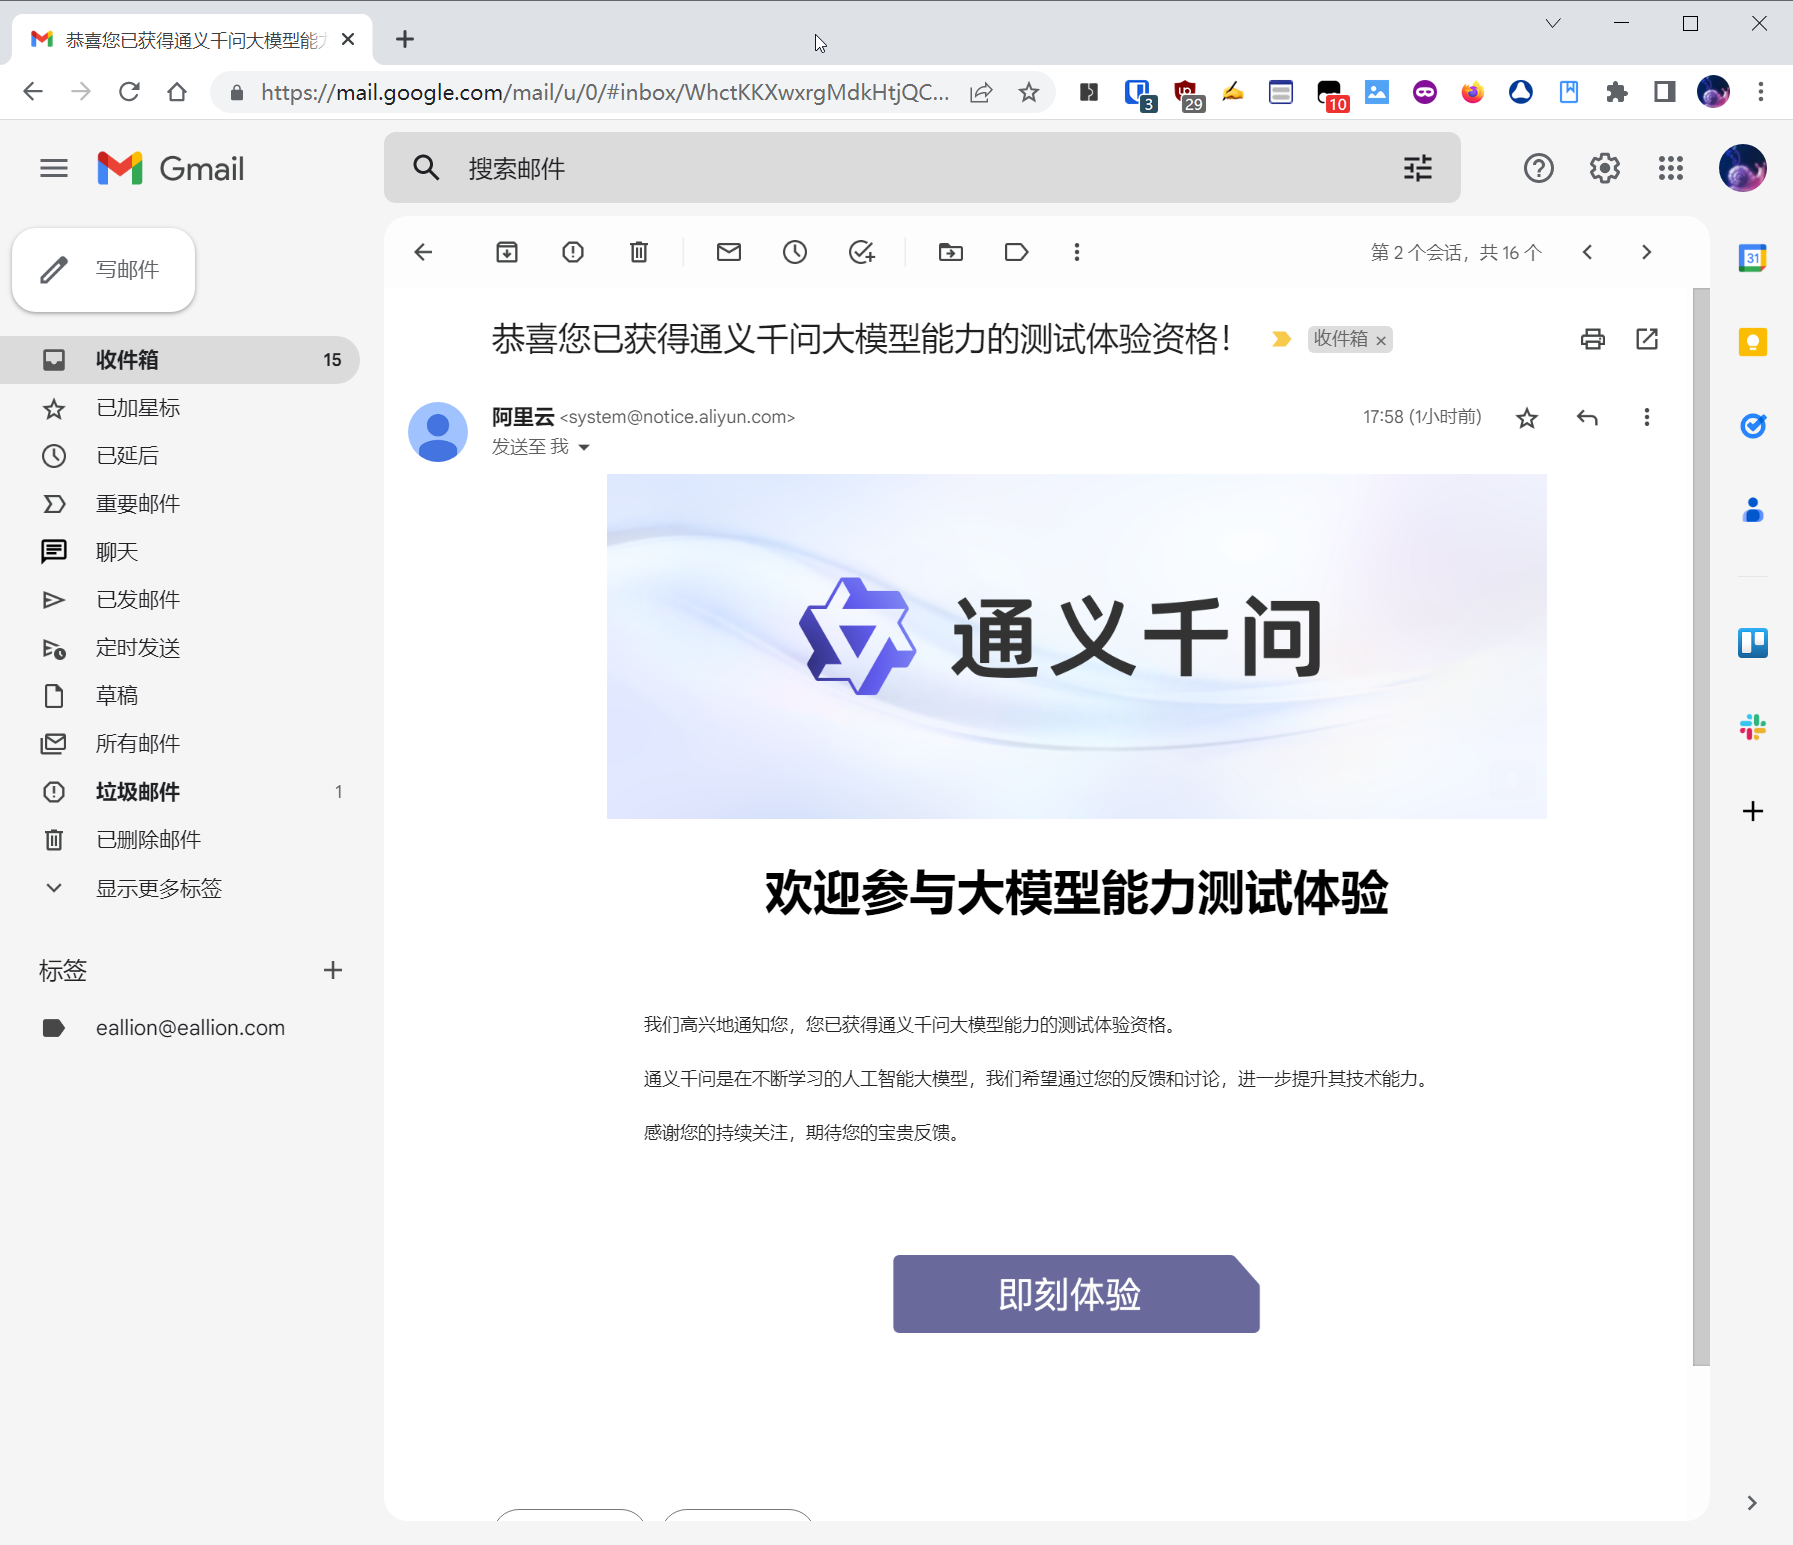 恭喜您已获得通义千问大模型能
https://mail.google.com/mail/u/0/#inbox/WhctKKXwxrgMdkHtjQC...
3
29
10
Gmail
搜索邮件
写邮件
第 2 个会话，共 16 个
31
恭喜您已获得通义千问大模型能力的测试体验资格！
收件箱 ×
收件箱 15
已加星标
已延后
重要邮件
聊天
已发邮件
定时发送
草稿
所有邮件
垃圾邮件 1
已删除邮件
显示更多标签
标签
eallion@eallion.com
阿里云 <system@notice.aliyun.com>
17:58 (1小时前)
发送至 我
通义千问
欢迎参与大模型能力测试体验
我们高兴地通知您，您已获得通义千问大模型能力的测试体验资格。
通义千问是在不断学习的人工智能大模型，我们希望通过您的反馈和讨论，进一步提升其技术能力。
感谢您的持续关注，期待您的宝贵反馈。
即刻体验